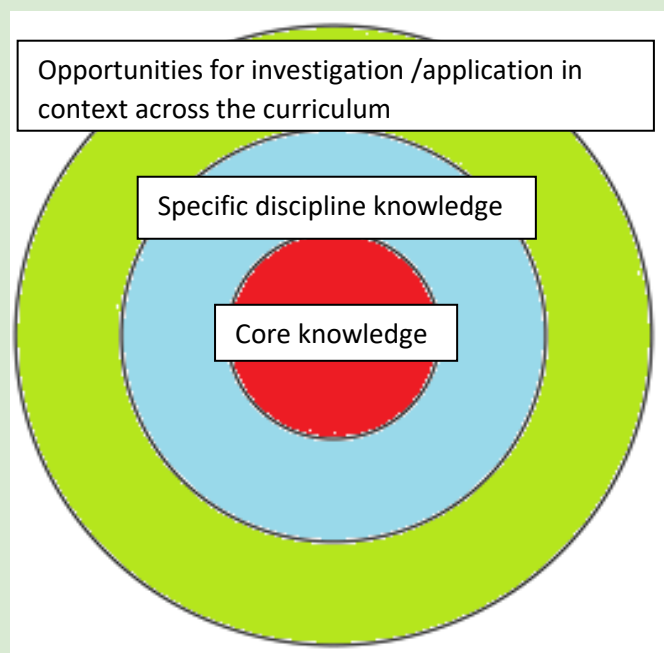 Opportunities for investigation /application in
context across the curriculum
Specific discipline knowledge
Core knowledge